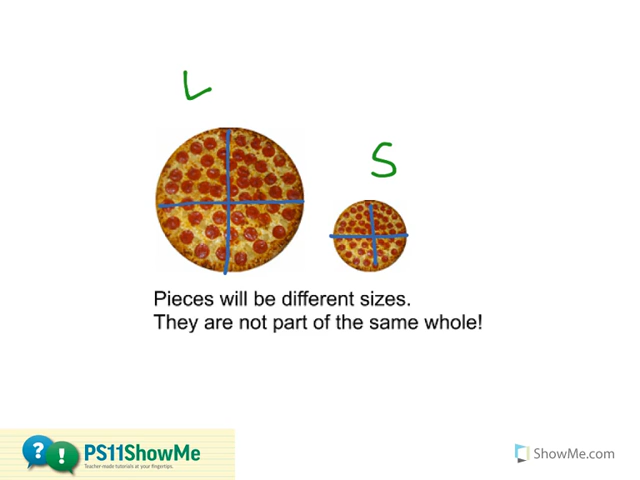 L
S
Pieces will be different sizes.
They are not part of the same whole!
? !
PS11ShowMe
Teacher made tutorials at your fingertips.
ShowMe.com